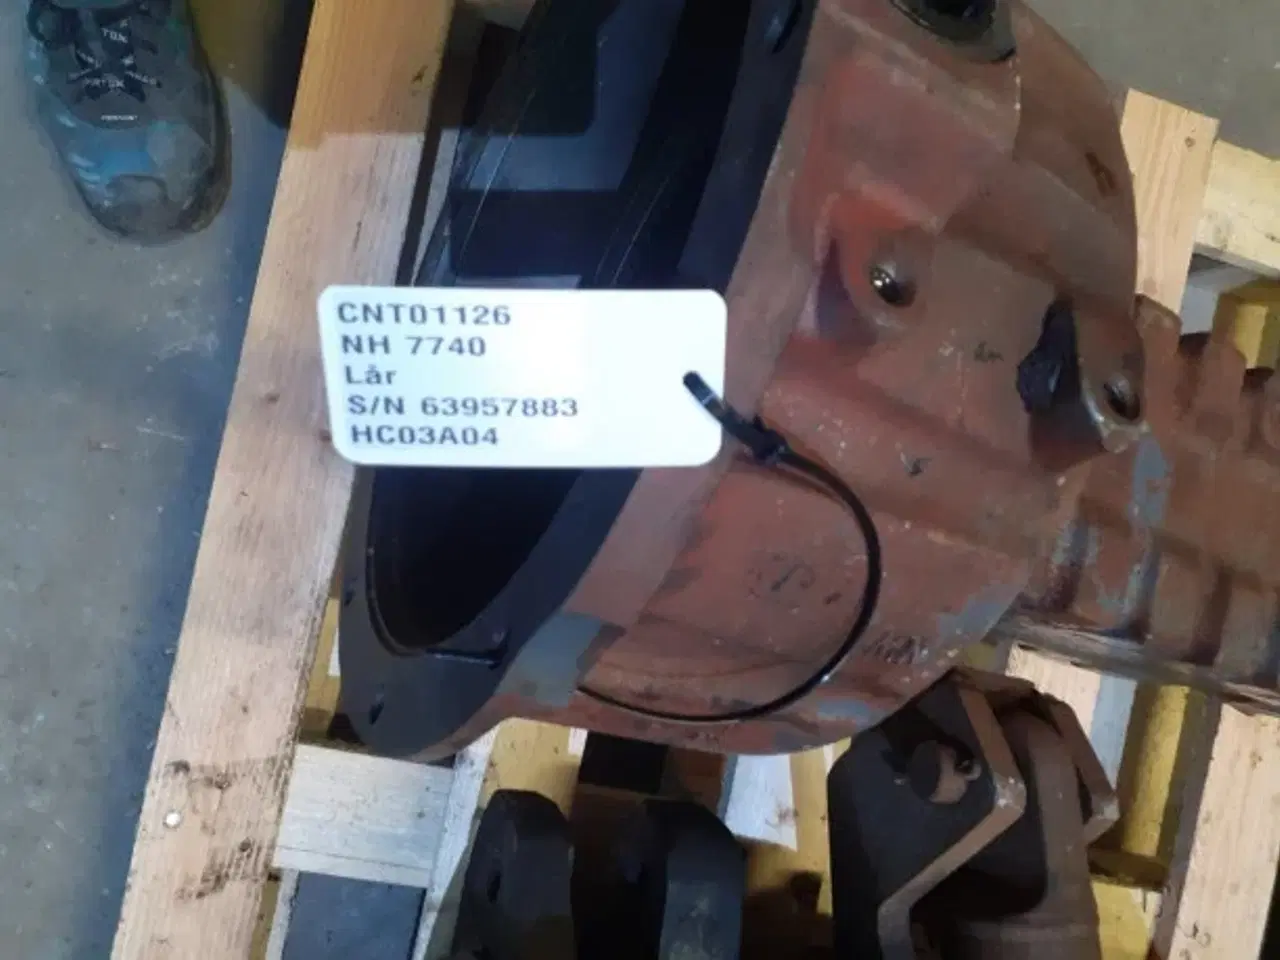 CNT01126
NH 7740
Lår
S/N 63957883
HC03A04